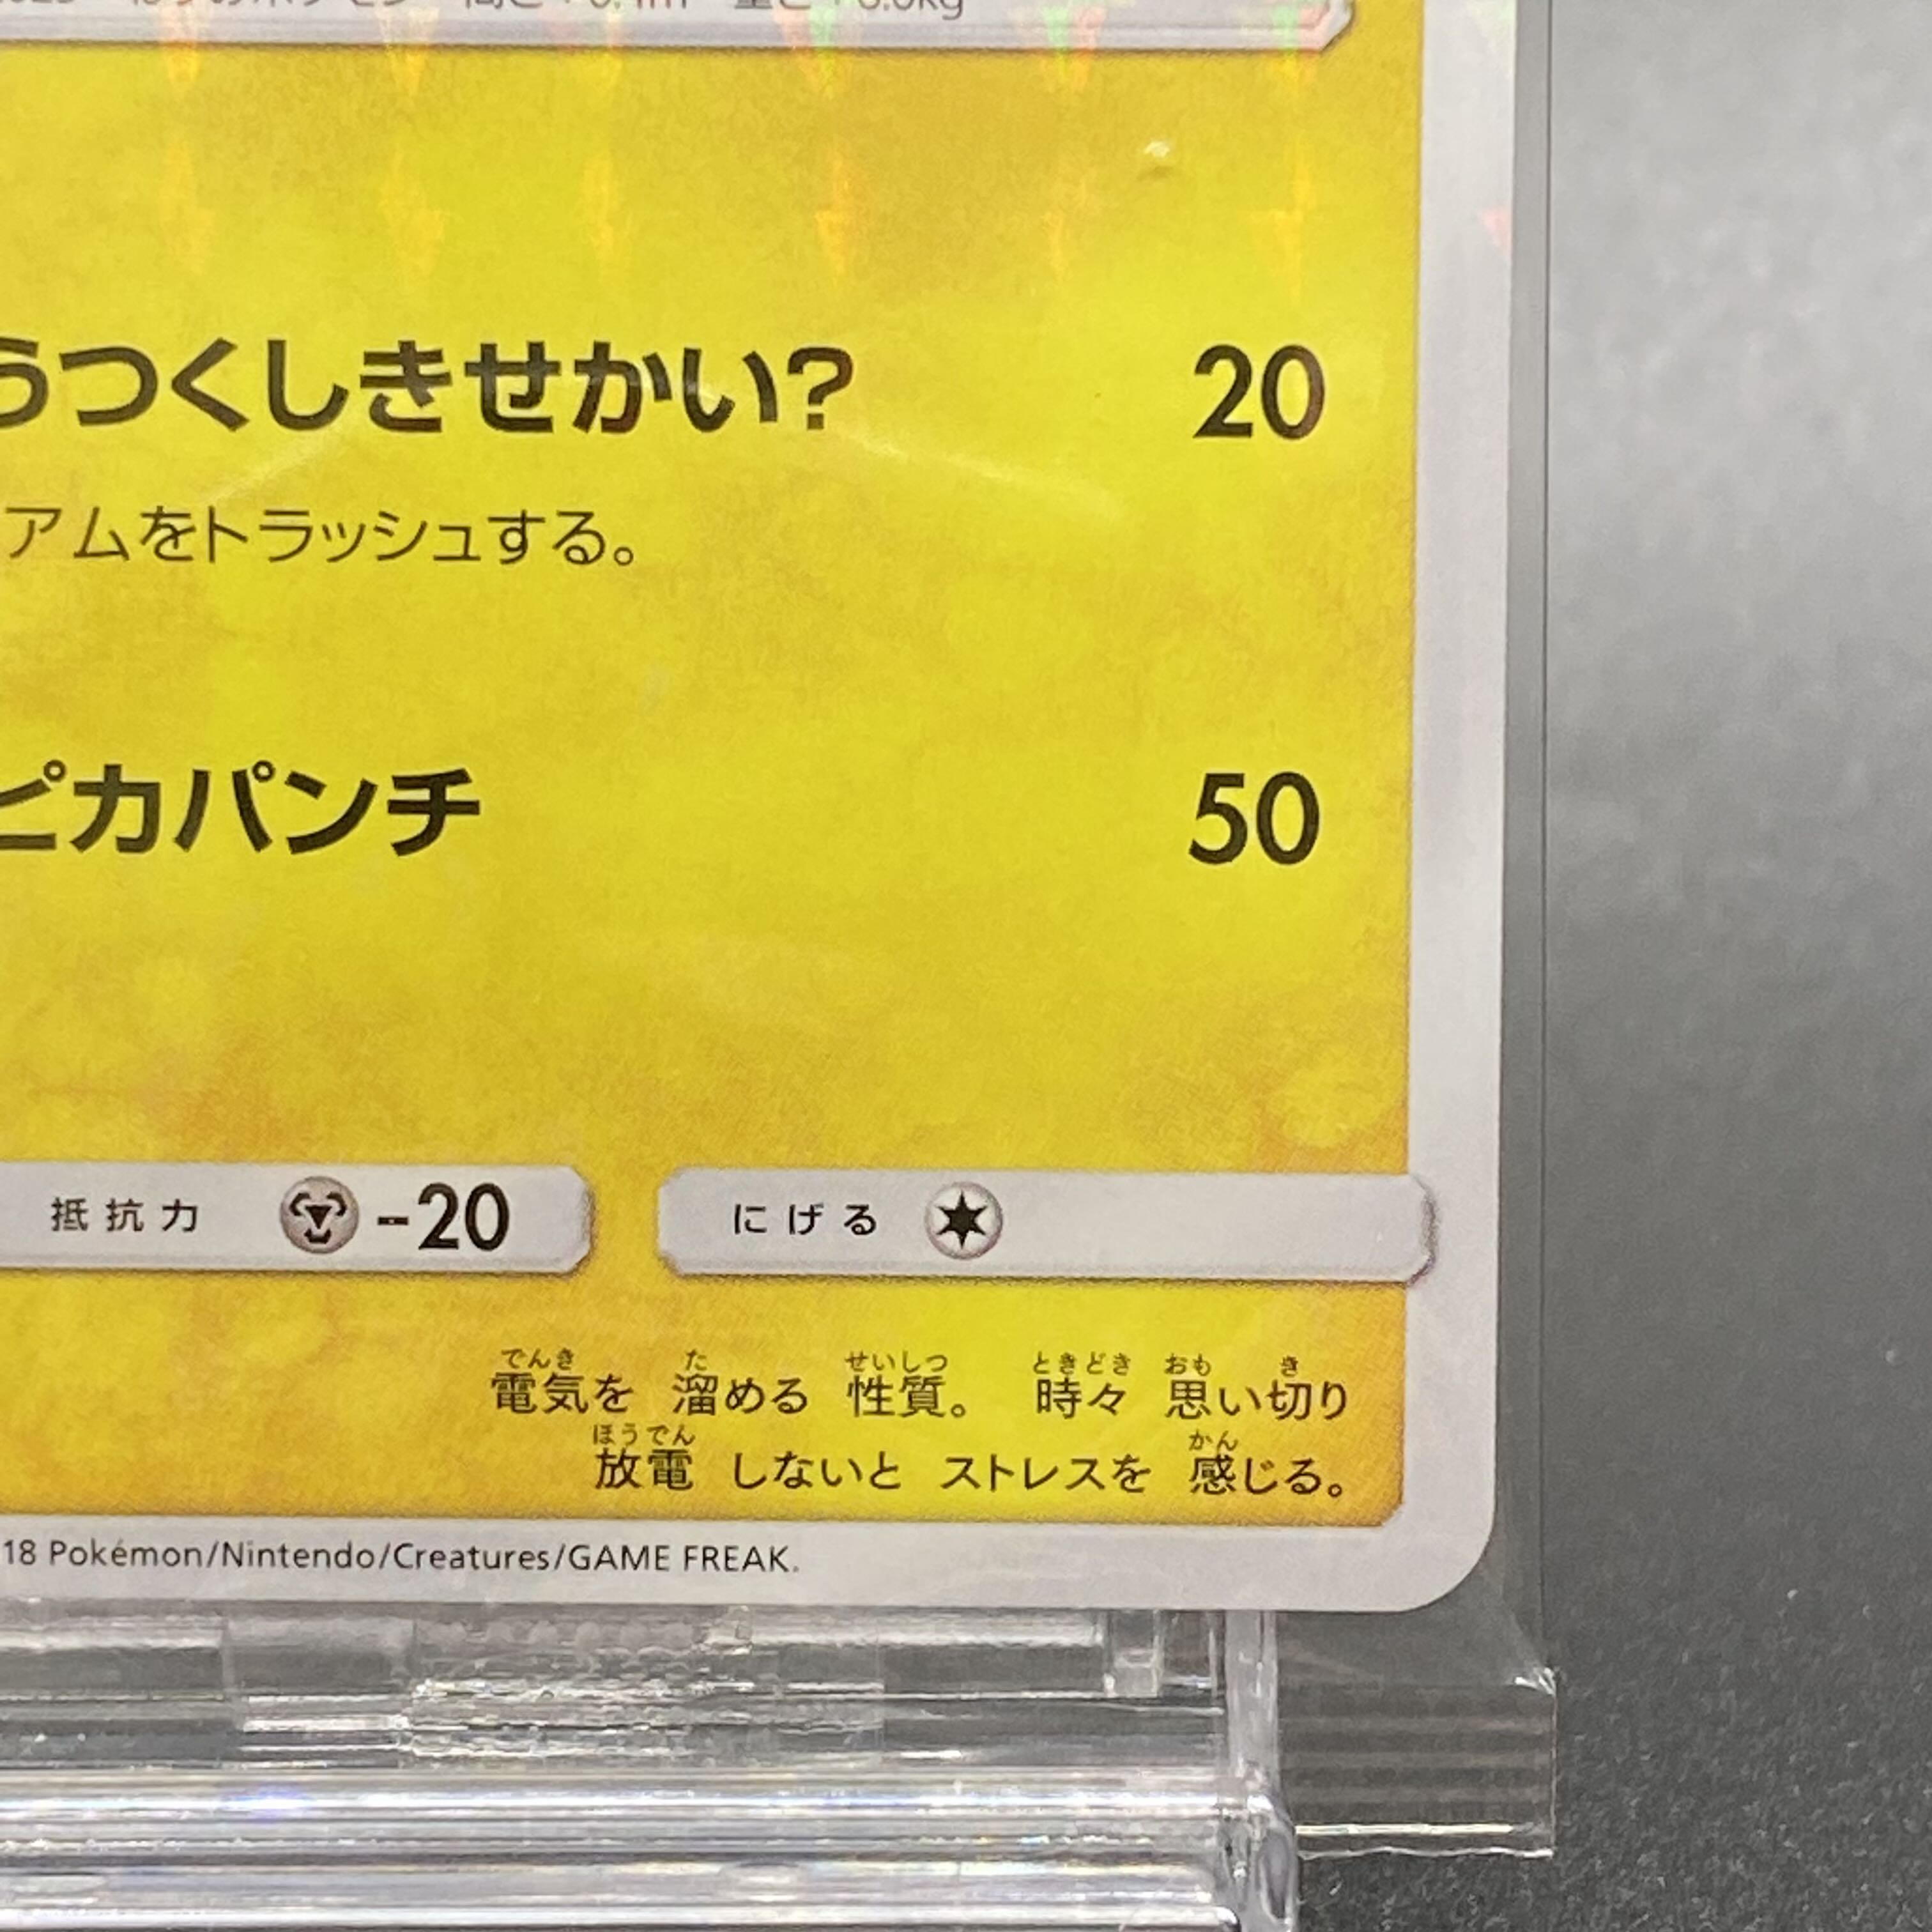 うつくしきせかい? 20
アムをトラッシュする。
ピカパンチ 50
抵抗力 -20 にげる
でんき た せいしつ ときどき おも き
電気を 溜める 性質。 時々 思い切り
ほうでん かん
放電 しないと ストレスを 感じる。
18 Pokémon/Nintendo/Creatures/GAME FREAK.